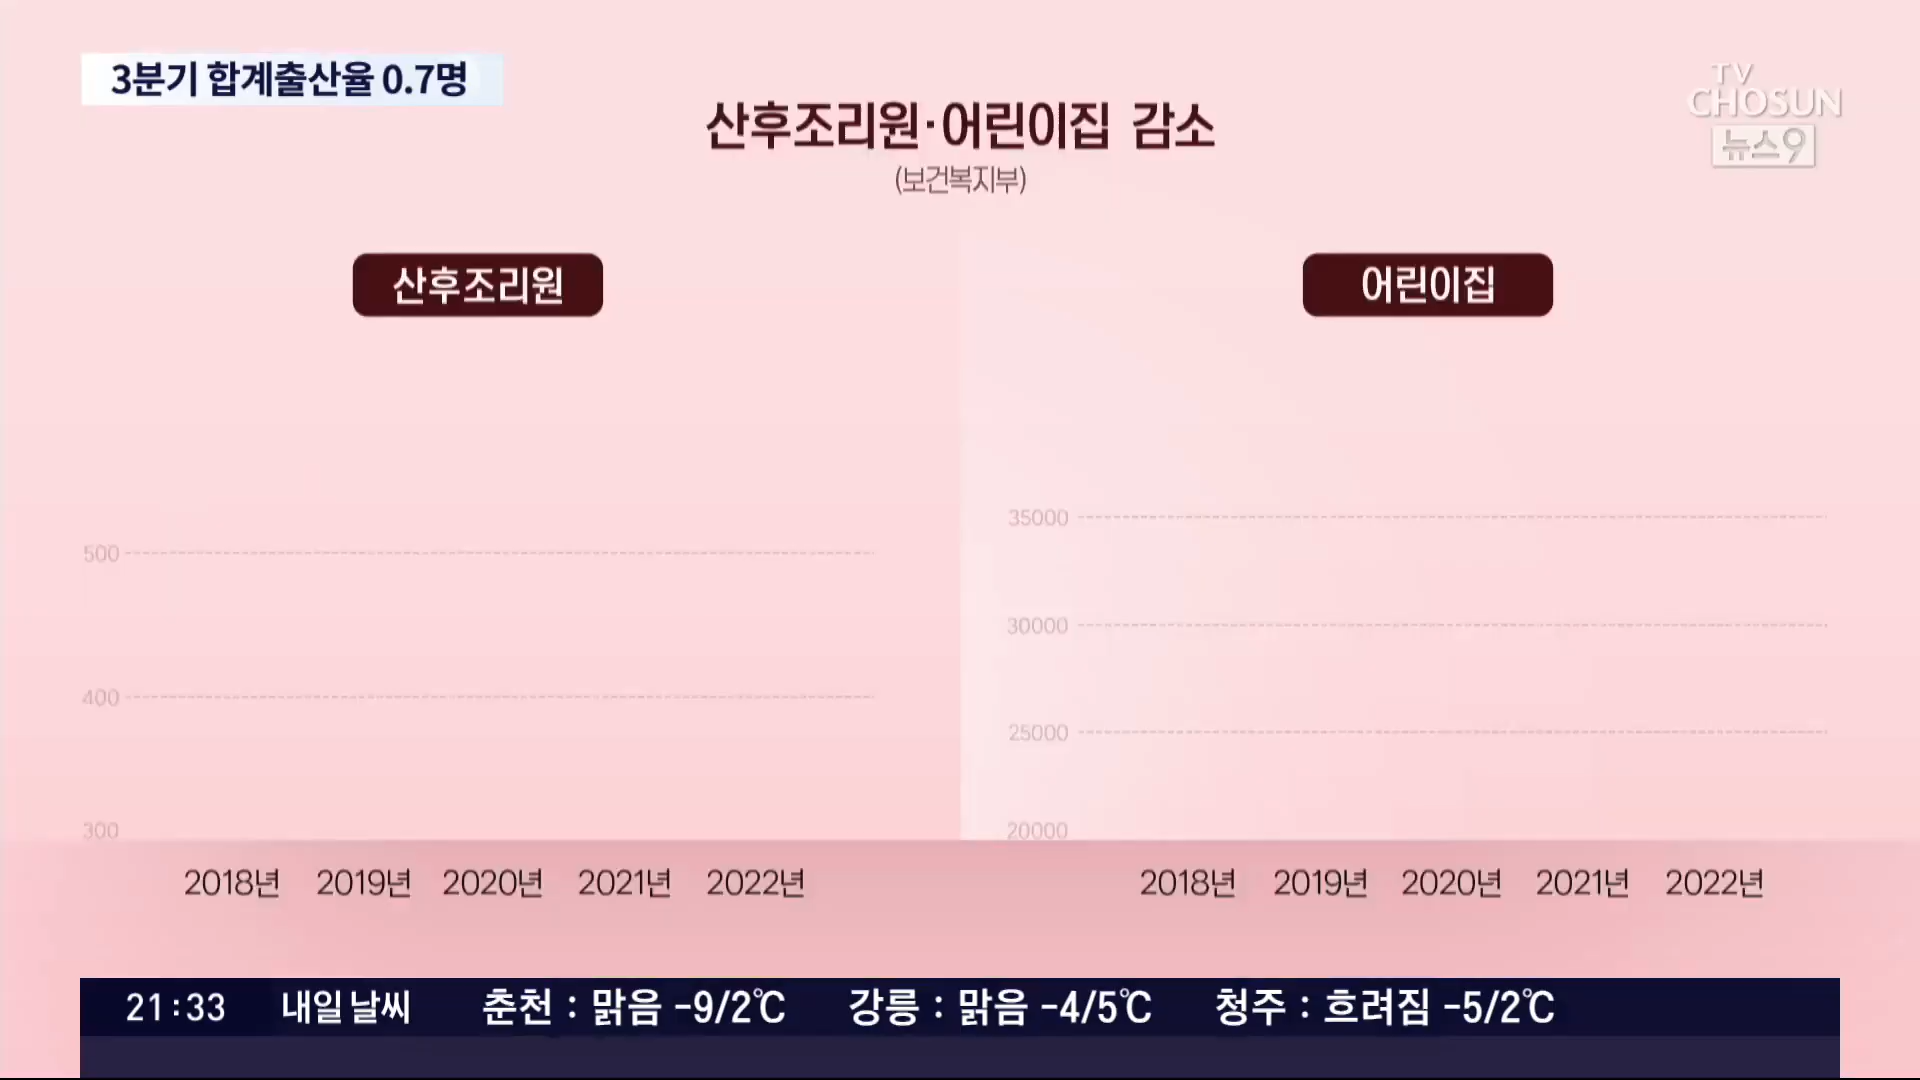 3분기 합계출산율 0.7명
TV
CHOSUN
뉴스9
산후조리원·어린이집 감소
(보건복지부)
산후조리원
500
400
300
2018년 2019년 2020년 2021년 2022년
어린이집
35000
30000
25000
20000
2018년 2019년 2020년 2021년 2022년
21:33 내일 날씨 춘천 : 맑음 -9/2℃ 강릉 : 맑음 -4/5℃ 청주 : 흐려짐 -5/2℃